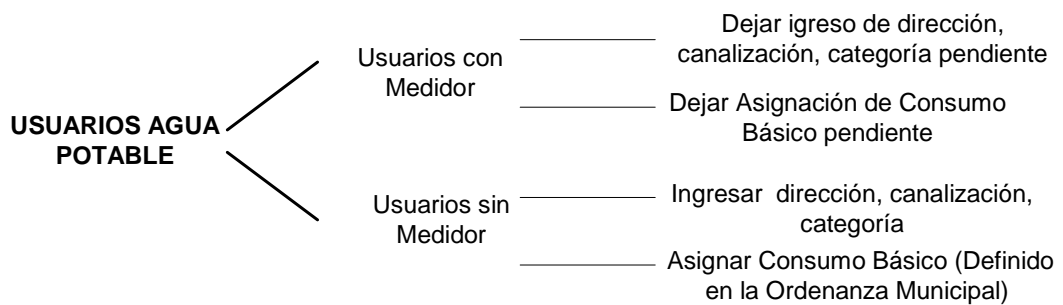 USUARIOS AGUA
POTABLE
Usuarios con
Medidor
Dejar igreso de dirección,
canalización, categoría pendiente
Dejar Asignación de Consumo
Básico pendiente
Usuarios sin
Medidor
Ingresar dirección, canalización,
categoría
Asignar Consumo Básico (Definido
en la Ordenanza Municipal)